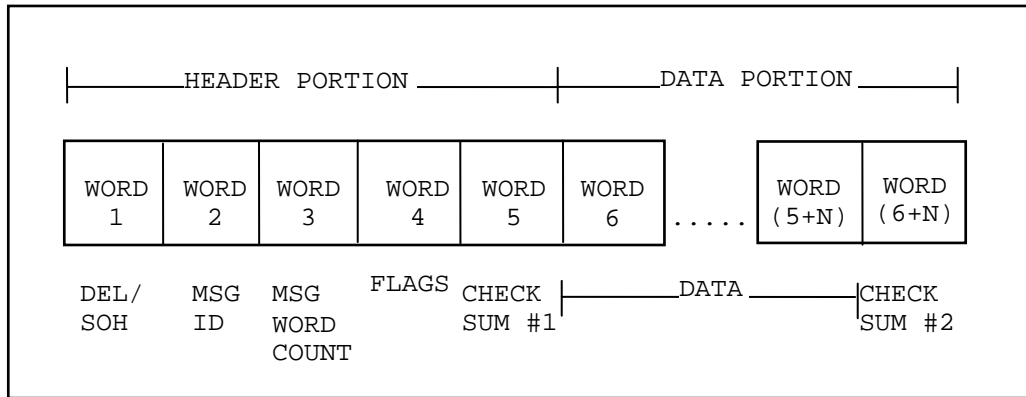 HEADER PORTION DATA PORTION
WORD 1
WORD 2
WORD 3
WORD 4
WORD 5
WORD 6
.....
WORD (5+N)
WORD (6+N)
DEL/ SOH
MSG ID
MSG WORD COUNT
FLAGS
CHECK SUM #1
DATA
CHECK SUM #2